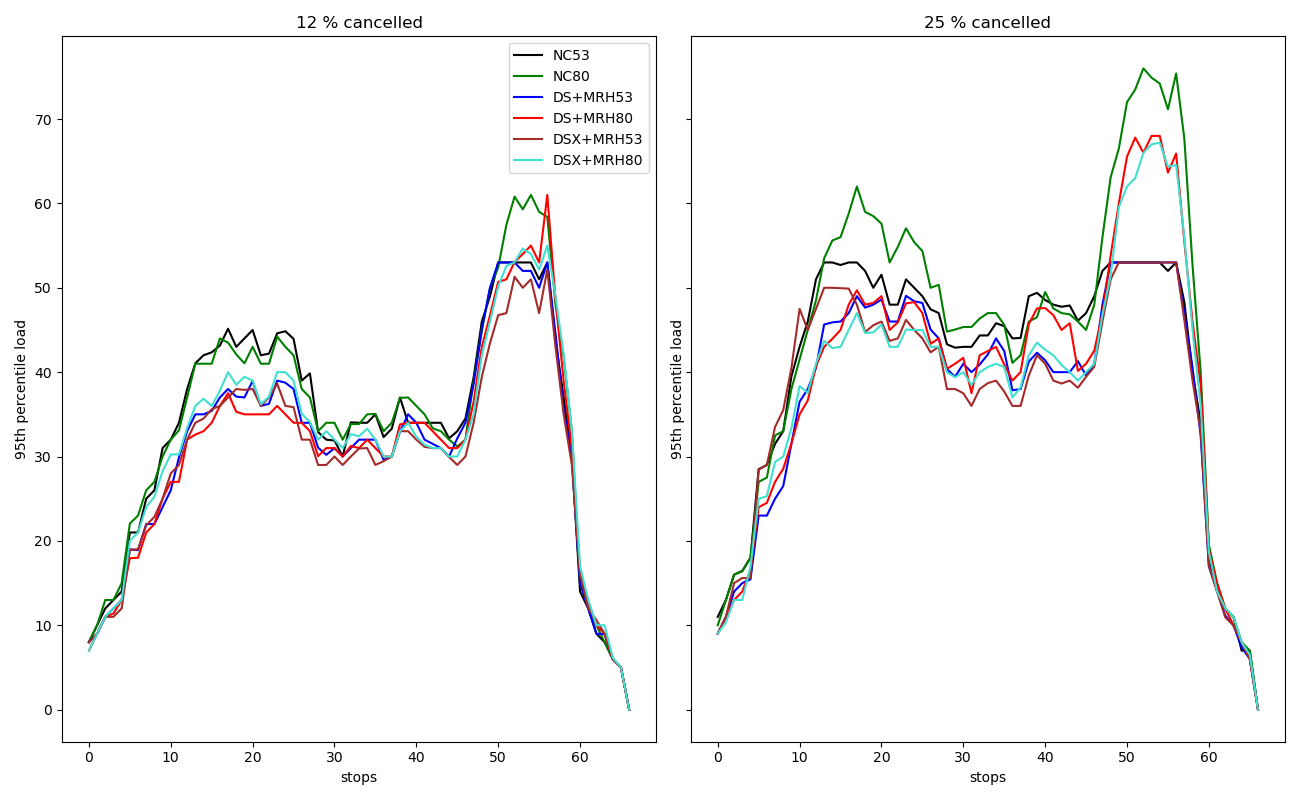 12 % cancelled
NC53
NC80
DS+MRH53
DS+MRH80
DSX+MRH53
DSX+MRH80
95th percentile load
70
60
50
40
30
20
10
0
0 10 20 30 40 50 60
stops
25 % cancelled
95th percentile load
0 10 20 30 40 50 60
stops